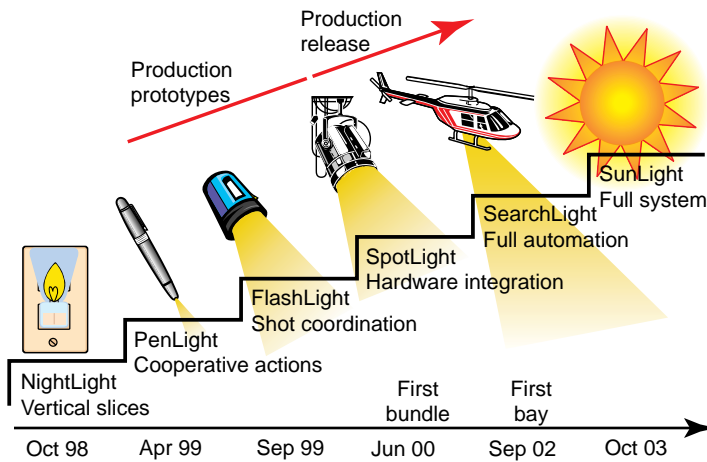 Production
release
Production
prototypes
SunLight
Full system
SearchLight
Full automation
SpotLight
Hardware integration
FlashLight
Shot coordination
PenLight
Cooperative actions
NightLight
Vertical slices
First
bundle
First
bay
Oct 98
Apr 99
Sep 99
Jun 00
Sep 02
Oct 03